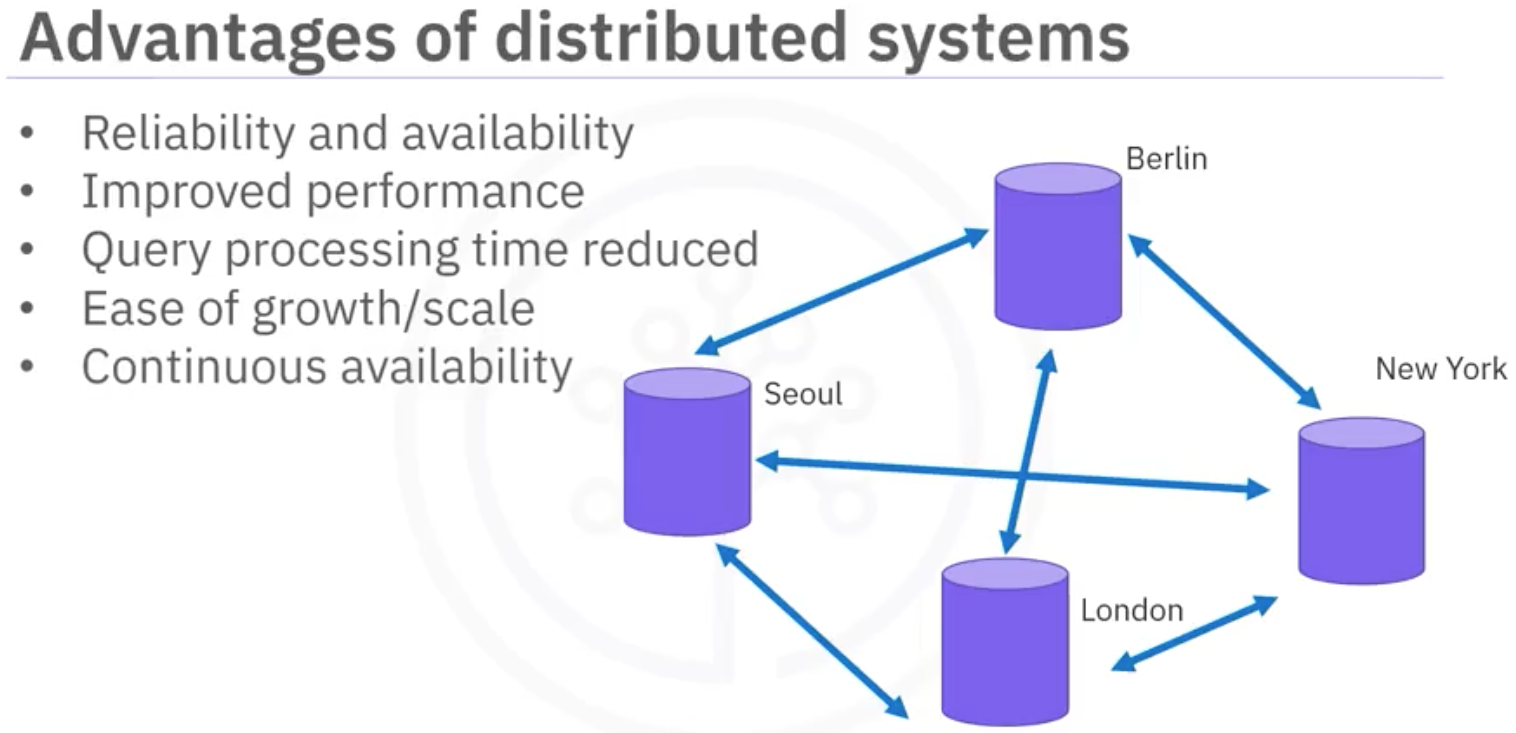 Advantages of distributed systems
• Reliability and availability
• Improved performance
• Query processing time reduced
• Ease of growth/scale
• Continuous availability
Berlin
New York
Seoul
London